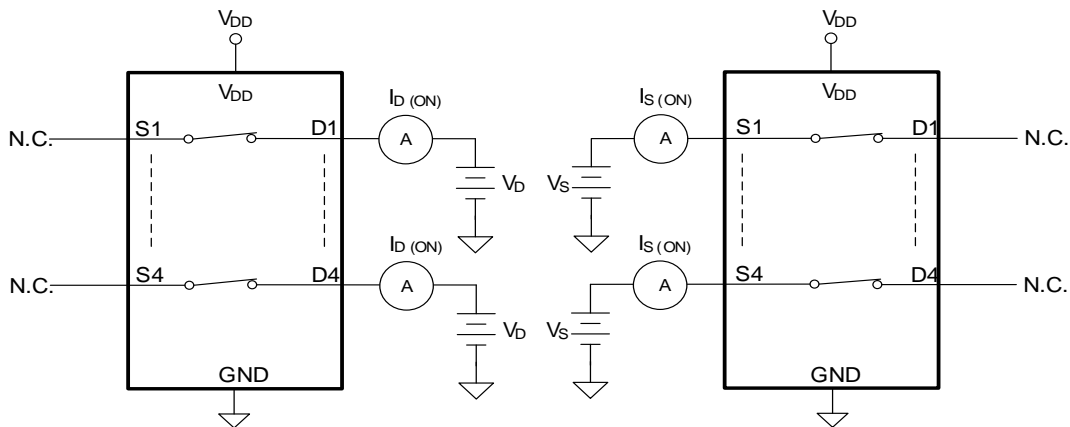 VDD VDD
VDD VDD
ID (ON) IS (ON)
N.C. S1 D1 A A S1 D1 N.C.
VD VS
ID (ON) IS (ON)
N.C. S4 D4 A A S4 D4 N.C.
VD VS
GND GND